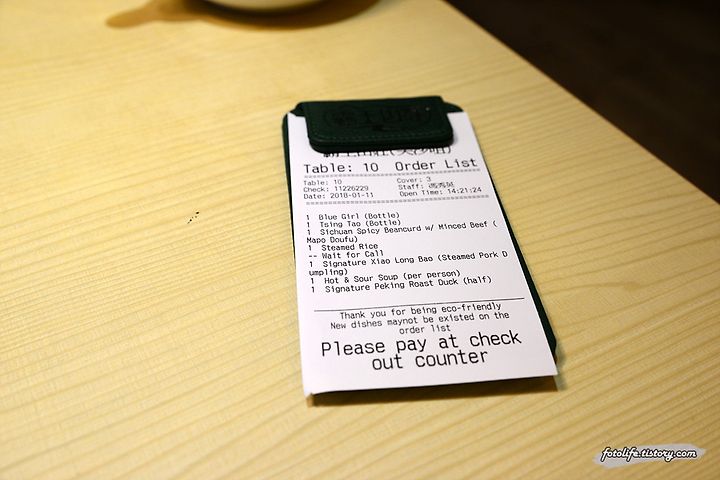 Table: 10 Order List
Table: 10 Cover: 3
Check: 11226229 Staff:
Date: 2018-01-11 Open Time: 14:21:24
1 Blue Girl (Bottle)
1 Tsing Tao (Bottle)
1 Sichuan Spicy Beancurd w/ Minced Beef (
Mapo Doufu)
1 Steamed Rice
-- Wait for Call
1 Signature Xiao Long Bao (Steamed Pork D
umpling)
1 Hot & Sour Soup (per person)
1 Signature Peking Roast Duck (half)
Thank you for being eco-friendly
New dishes maynot be existed on the
order list
Please pay at check
out counter
fotolife.tistory.com